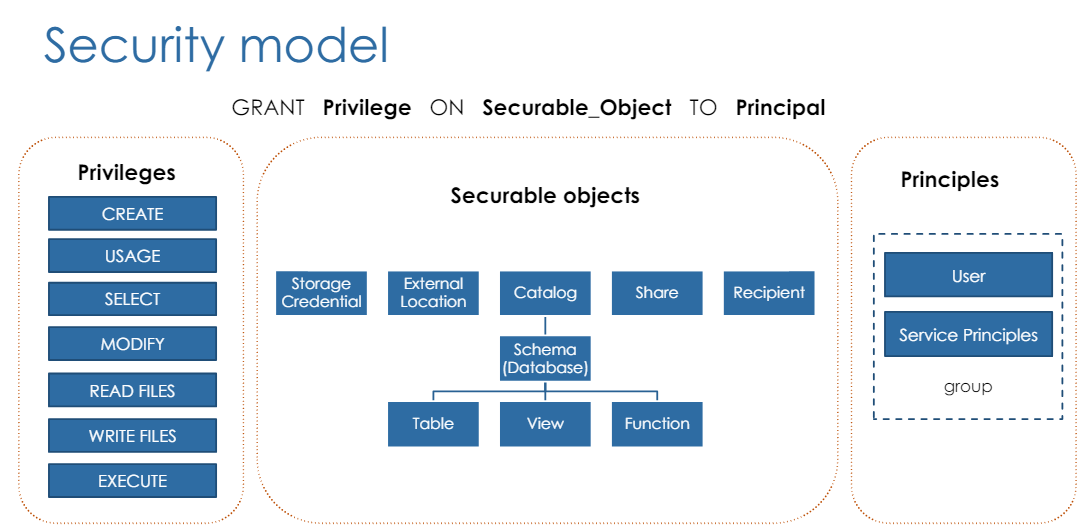 Security model
GRANT Privilege ON Securable_Object TO Principal
Privileges
CREATE
USAGE
SELECT
MODIFY
READ FILES
WRITE FILES
EXECUTE
Securable objects
Storage
Credential
External
Location
Catalog
Share
Recipient
Schema
(Database)
Table
View
Function
Principles
User
Service Principles
group